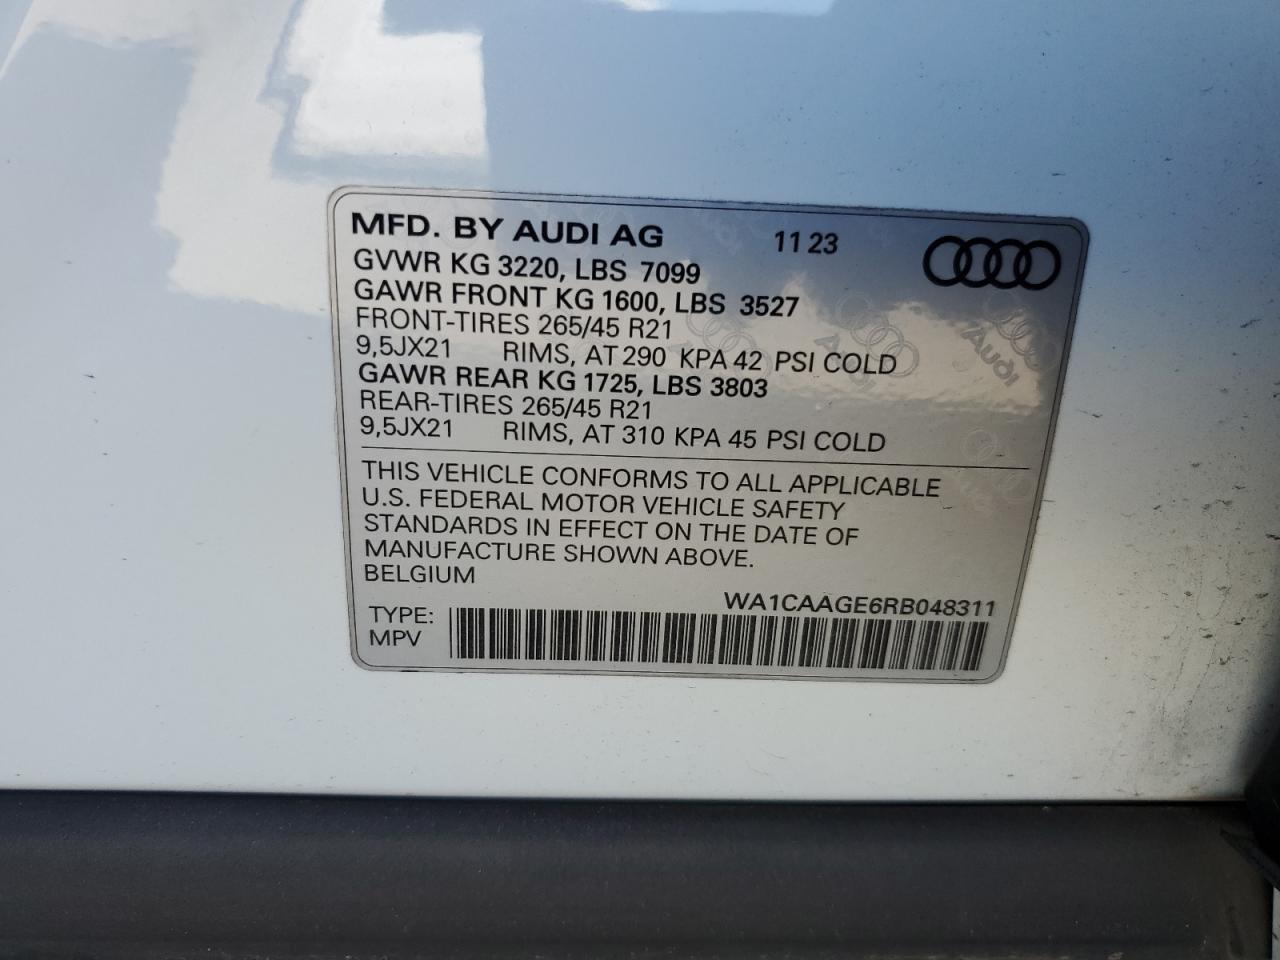 MFD. BY AUDI AG 11 23
GVWR KG 3220, LBS 7099
GAWR FRONT KG 1600, LBS 3527
FRONT-TIRES 265/45 R21
9,5JX21 RIMS, AT 290 KPA 42 PSI COLD
GAWR REAR KG 1725, LBS 3803
REAR-TIRES 265/45 R21
9,5JX21 RIMS, AT 310 KPA 45 PSI COLD
THIS VEHICLE CONFORMS TO ALL APPLICABLE
U.S. FEDERAL MOTOR VEHICLE SAFETY
STANDARDS IN EFFECT ON THE DATE OF
MANUFACTURE SHOWN ABOVE.
BELGIUM
WA1CAAGE6RB048311
TYPE:
MPV
Audi
Audi
Audi